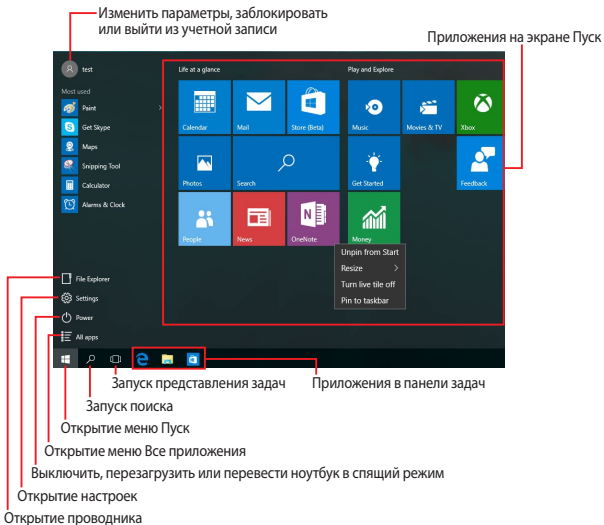 Изменить параметры, заблокировать
или выйти из учетной записи
Приложения на экране Пуск
test
Life at a glance
Play and Explore
Most used
Paint
Get Skype
Maps
Snipping Tool
Calculator
Alarms & Clock
Calendar
Mail
Store (Beta)
Music
Movies & TV
Xbox
Photos
Search
Get Started
Feedback
People
News
OneNote
Money
Unpin from Start
Resize
Turn live tile off
Pin to taskbar
File Explorer
Settings
Power
All apps
Запуск представления задач
Приложения в панели задач
Запуск поиска
Открытие меню Пуск
Открытие меню Все приложения
Выключить, перезагрузить или перевести ноутбук в спящий режим
Открытие настроек
Открытие проводника